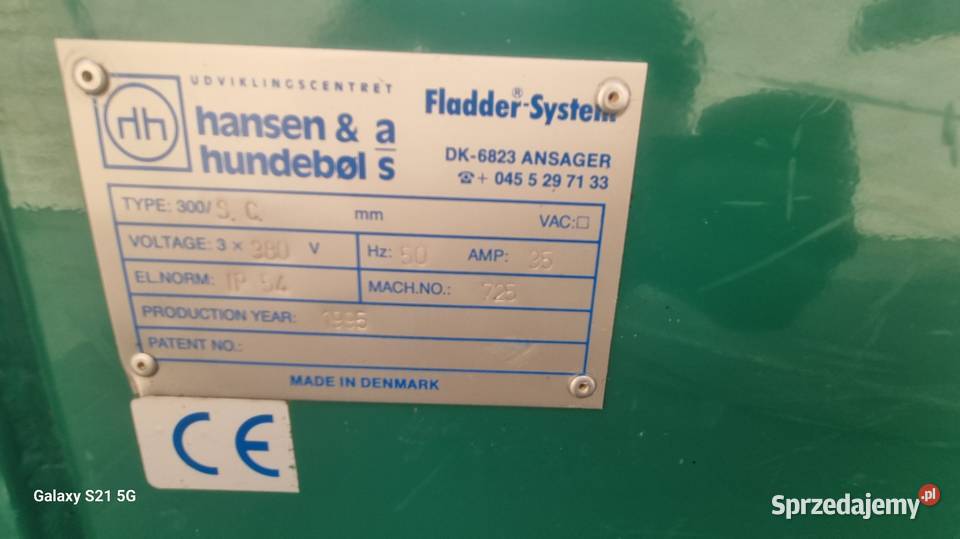 UDVIKLINGSCENTRET
hh
hansen & a/s
hundebøl
Fladder®-System
DK-6823 ANSAGER
☎+ 045 5 29 71 33
TYPE: 300/ mm VAC:□
VOLTAGE: 3 × 380 V Hz: 50 AMP: 35
EL.NORM: IP 54 MACH.NO.: 725
PRODUCTION YEAR: 1995
PATENT NO.:
MADE IN DENMARK
CE
Galaxy S21 5G
Sprzedajemy.pl